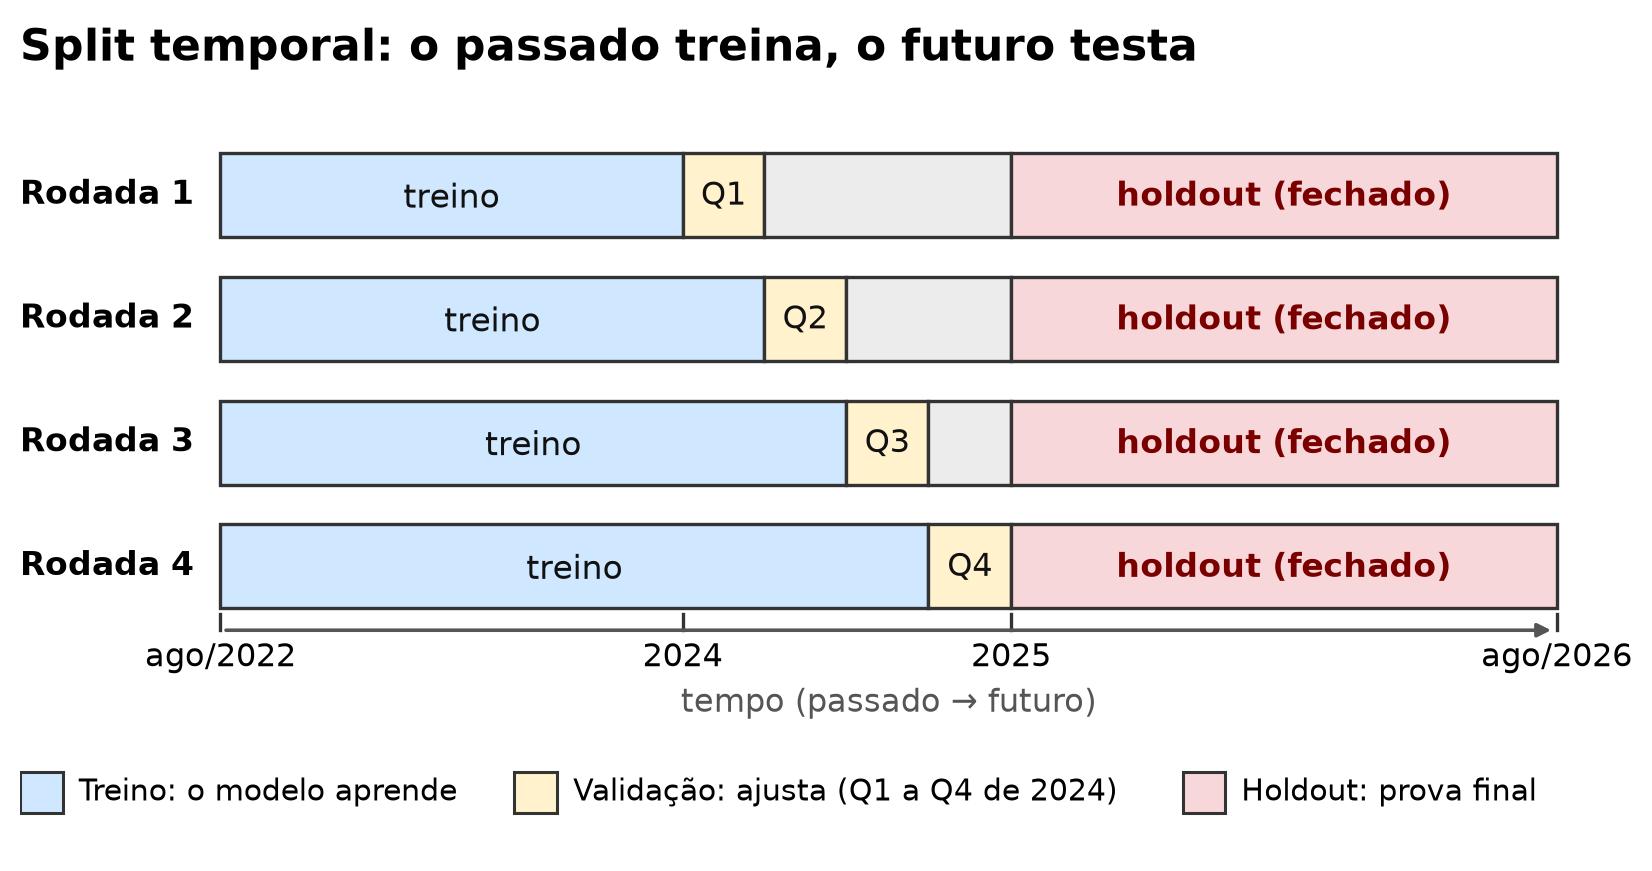 Split temporal: o passado treina, o futuro testa
Rodada 1 treino Q1 holdout (fechado)
Rodada 2 treino Q2 holdout (fechado)
Rodada 3 treino Q3 holdout (fechado)
Rodada 4 treino Q4 holdout (fechado)
ago/2022 2024 2025 ago/2026
tempo (passado → futuro)
Treino: o modelo aprende Validação: ajusta (Q1 a Q4 de 2024) Holdout: prova final